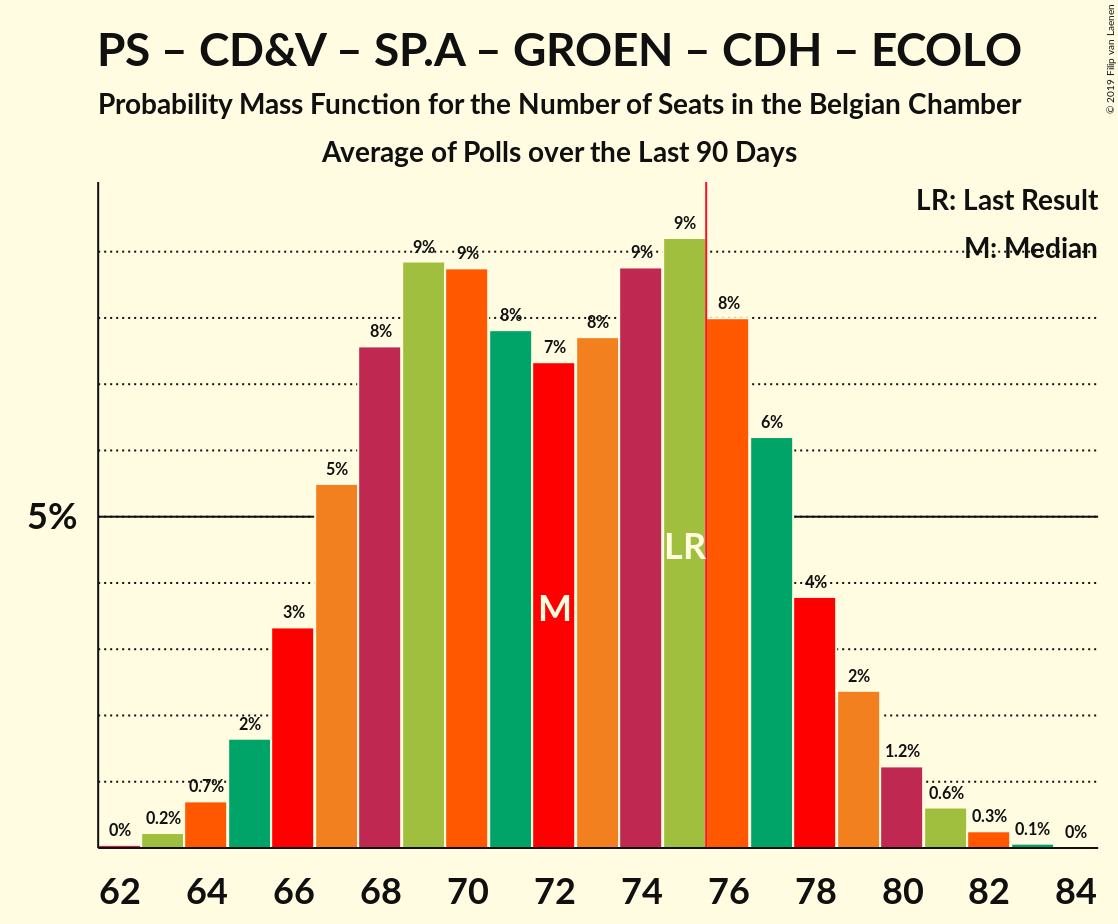 PS – CD&V – SP.A – GROEN – CDH – ECOLO
Probability Mass Function for the Number of Seats in the Belgian Chamber
Average of Polls over the Last 90 Days
© 2019 Filip van Laenen
LR: Last Result
M: Median
5%
0%
0.2%
0.7%
2%
3%
5%
8%
9%
9%
8%
7%
8%
9%
9%
8%
6%
4%
2%
1.2%
0.6%
0.3%
0.1%
0%
M
LR
62 64 66 68 70 72 74 76 78 80 82 84